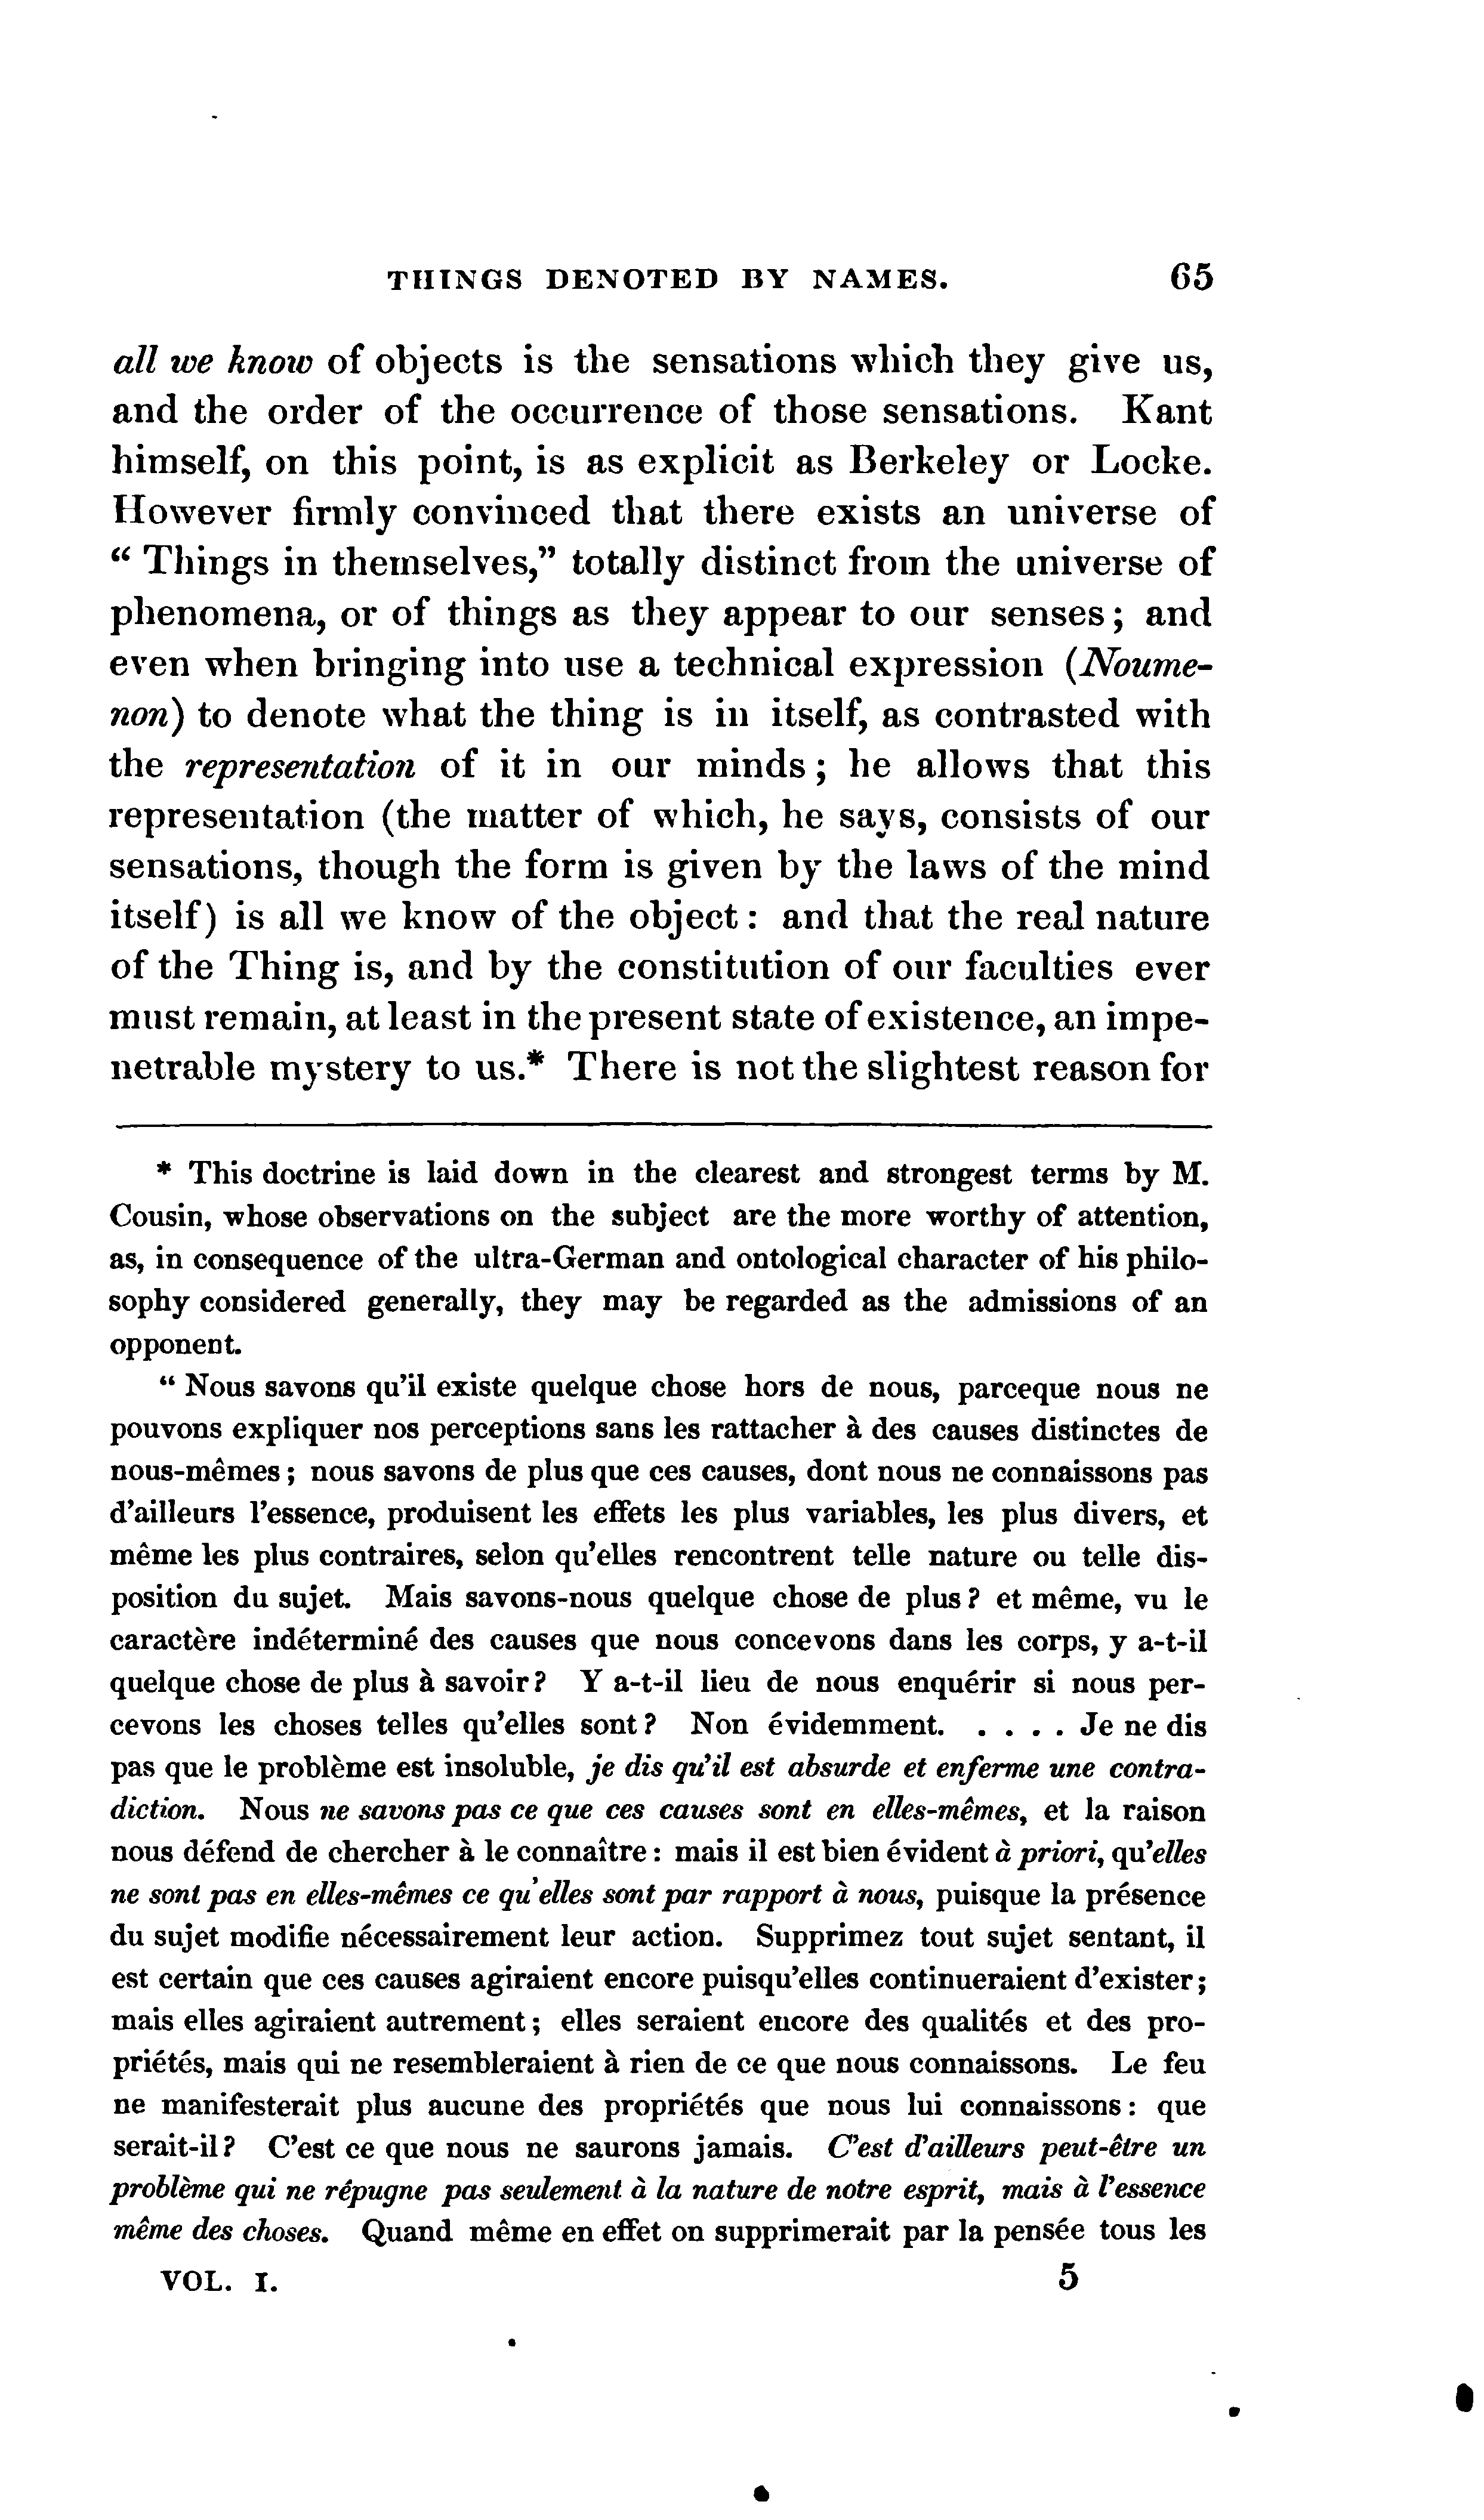 THINGS DENOTED BY NAMES. 65
all we know of objects is the sensations which they give us,
and the order of the occurrence of those sensations. Kant
himself, on this point, is as explicit as Berkeley or Locke.
However firmly convinced that there exists an universe of
“ Things in themselves,” totally distinct from the universe of
phenomena, or of things as they appear to our senses ; and
even when bringing into use a technical expression (Noume-
non) to denote what the thing is in itself, as contrasted with
the representation of it in our minds ; he allows that this
representation (the matter of which, he says, consists of our
sensations, though the form is given by the laws of the mind
itself) is all we know of the object : and that the real nature
of the Thing is, and by the constitution of our faculties ever
must remain, at least in the present state of existence, an impe-
netrable mystery to us.* There is not the slightest reason for
* This doctrine is laid down in the clearest and strongest terms by M.
Cousin, whose observations on the subject are the more worthy of attention,
as, in consequence of the ultra-German and ontological character of his philo-
sophy considered generally, they may be regarded as the admissions of an
opponent.
“ Nous savons qu’il existe quelque chose hors de nous, parceque nous ne
pouvons expliquer nos perceptions sans les rattacher à des causes distinctes de
nous-mêmes ; nous savons de plus que ces causes, dont nous ne connaissons pas
d’ailleurs l’essence, produisent les effets les plus variables, les plus divers, et
même les plus contraires, selon qu’elles rencontrent telle nature ou telle dis-
position du sujet. Mais savons-nous quelque chose de plus ? et même, vu le
caractère indéterminé des causes que nous concevons dans les corps, y a-t-il
quelque chose de plus à savoir ? Y a-t-il lieu de nous enquérir si nous per-
cevons les choses telles qu’elles sont ? Non évidemment. . . . . Je ne dis
pas que le problème est insoluble, je dis qu’il est absurde et enferme une contra-
diction. Nous ne savons pas ce que ces causes sont en elles-mêmes, et la raison
nous défend de chercher à le connaître : mais il est bien évident à priori, qu’elles
ne sont pas en elles-mêmes ce qu’elles sont par rapport à nous, puisque la présence
du sujet modifie nécessairement leur action. Supprimez tout sujet sentant, il
est certain que ces causes agiraient encore puisqu’elles continueraient d’exister ;
mais elles agiraient autrement ; elles seraient encore des qualités et des pro-
priétés, mais qui ne resembleraient à rien de ce que nous connaissons. Le feu
ne manifesterait plus aucune des propriétés que nous lui connaissons : que
serait-il ? C’est ce que nous ne saurons jamais. C’est d’ailleurs peut-être un
problème qui ne répugne pas seulement à la nature de notre esprit, mais à l’essence
même des choses. Quand même en effet on supprimerait par la pensée tous les
VOL. I. 5